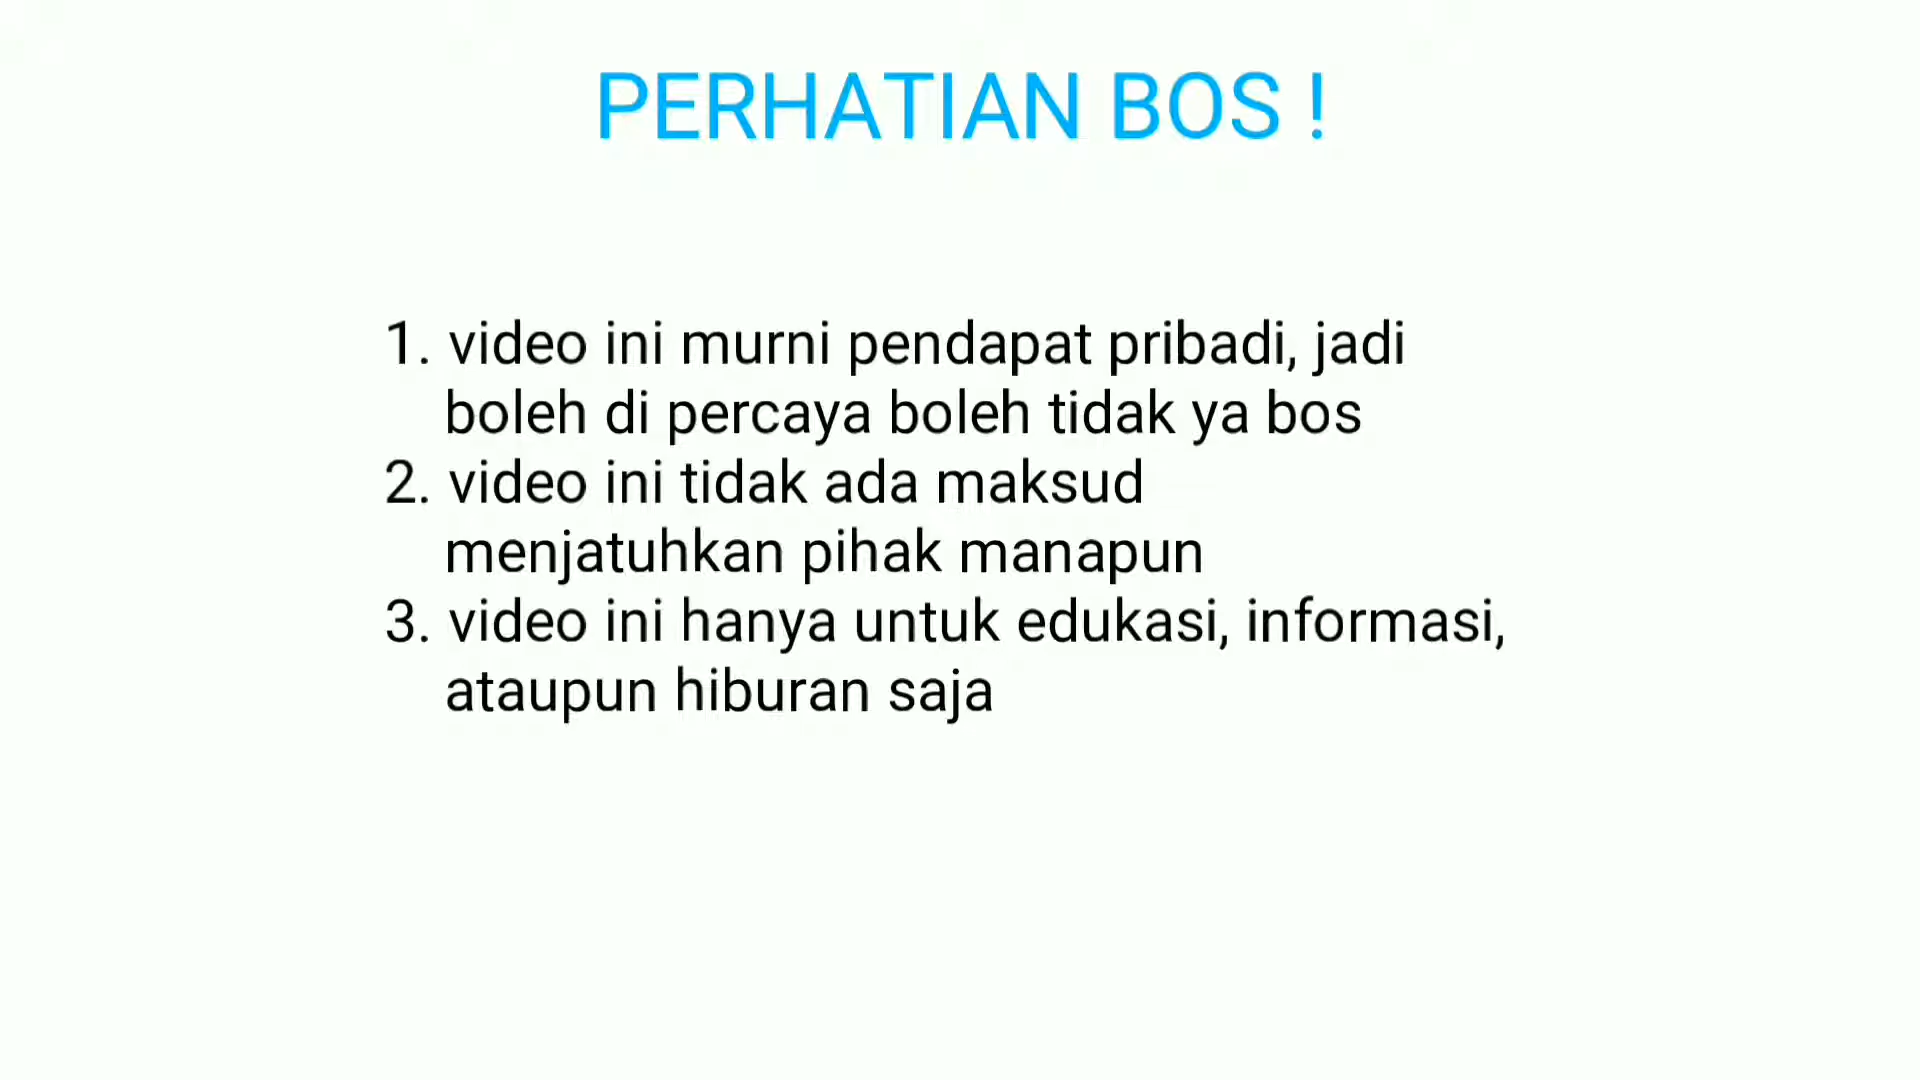 PERHATIAN BOS !
1. video ini murni pendapat pribadi, jadi
boleh di percaya boleh tidak ya bos
2. video ini tidak ada maksud
menjatuhkan pihak manapun
3. video ini hanya untuk edukasi, informasi,
ataupun hiburan saja